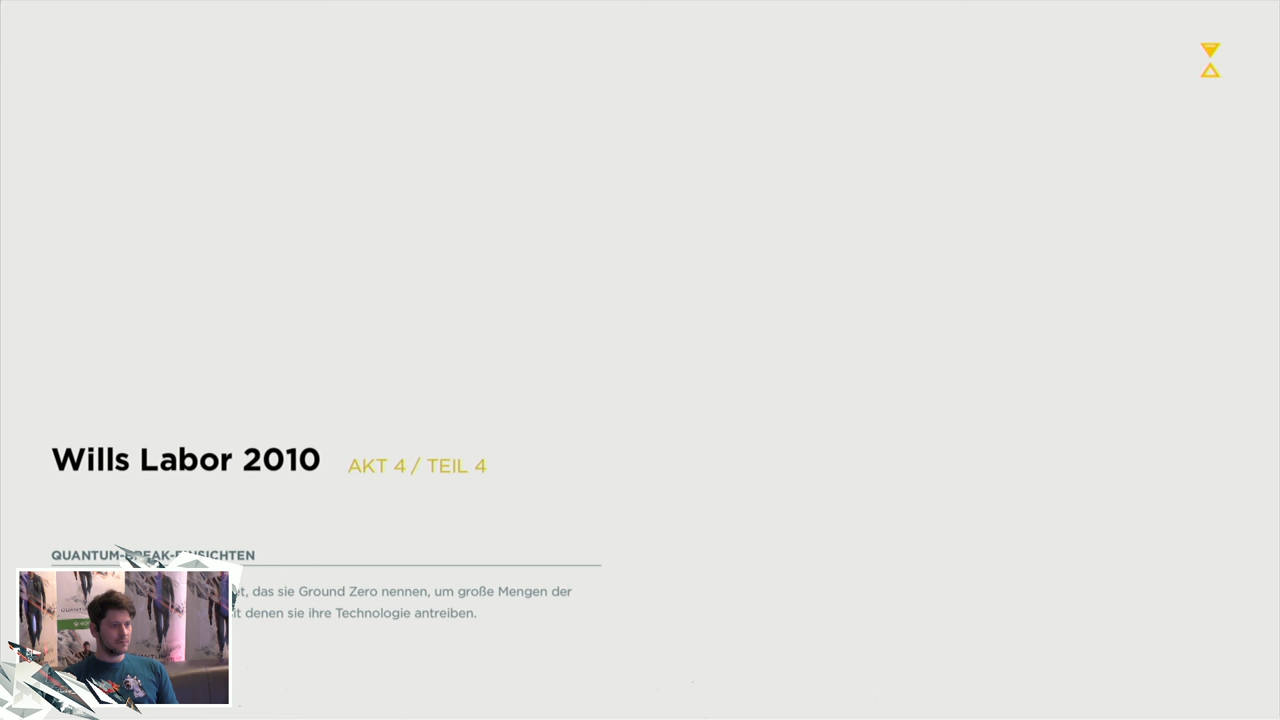 Wills Labor 2010 AKT 4 / TEIL 4
QUANTUM-BREAK-EINSICHTEN
das sie Ground Zero nennen, um große Mengen der
denen sie ihre Technologie antreiben.